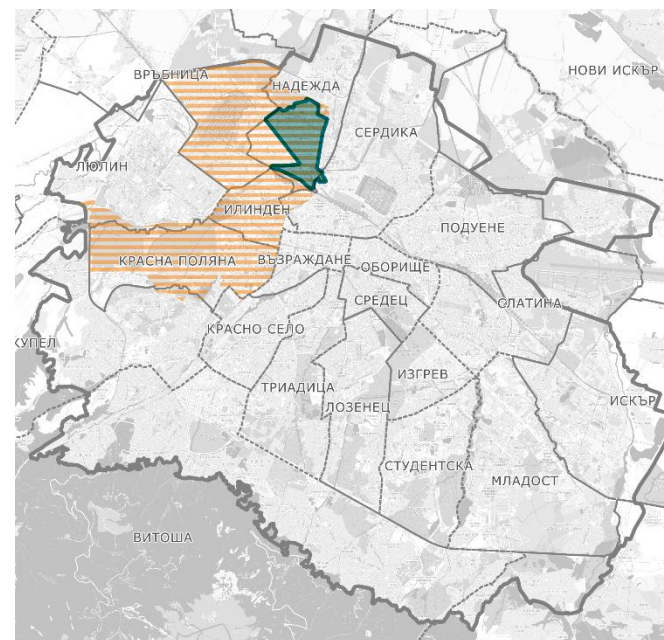 НОВИ ИСКЪР
ВРЪБНИЦА
НАДЕЖДА
СЕРДИКА
ЛЮЛИН
ИЛИНДЕН
ПОДУЕНЕ
КРАСНА ПОЛЯНА
ВЪЗРАЖДАНЕ
ОБОРИЩЕ
СРЕДЕЦ
СЛАТИНА
КРАСНО СЕЛО
КУПЕЛ
ИЗГРЕВ
ТРИАДИЦА
ЛОЗЕНЕЦ
ИСКЪР
СТУДЕНТСКА
МЛАДОСТ
ВИТОША